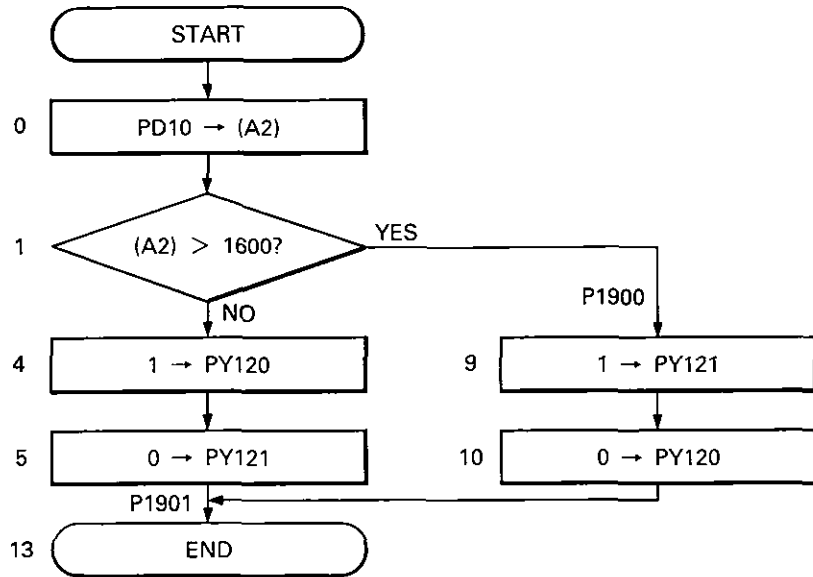 START
0 PD10 → (A2)
1 (A2) > 1600? YES
P1900
NO
4 1 → PY120 9 1 → PY121
5 0 → PY121 10 0 → PY120
P1901
13 END